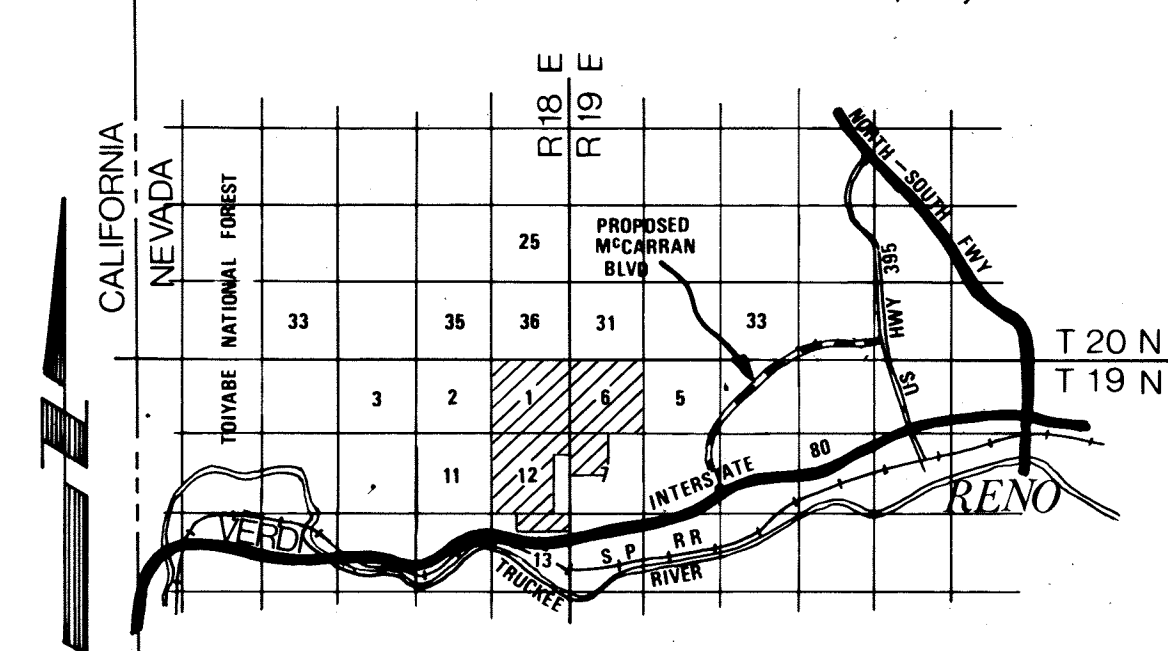 R 18 E
R 19 E
CALIFORNIA
NEVADA
TOIYABE NATIONAL FOREST
NORTH-SOUTH FWY
PROPOSED
McCARRAN
BLVD
25
US HWY 395
33 35 36 31 33
T 20 N
T 19 N
3 2 1 6 5
11 12 7
INTERSTATE 80
RENO
VERDI
13
S P RR
TRUCKEE RIVER